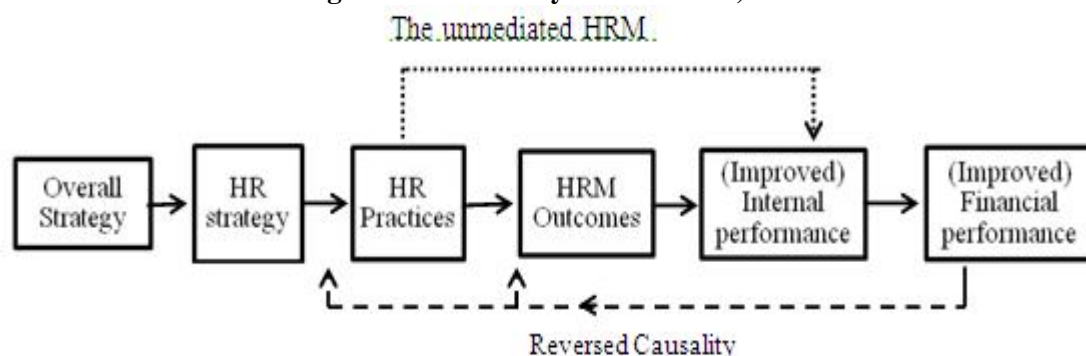 The unmediated HRM
Overall
Strategy
HR
strategy
HR
Practices
HRM
Outcomes
(Improved)
Internal
performance
(Improved)
Financial
performance
Reversed Causality